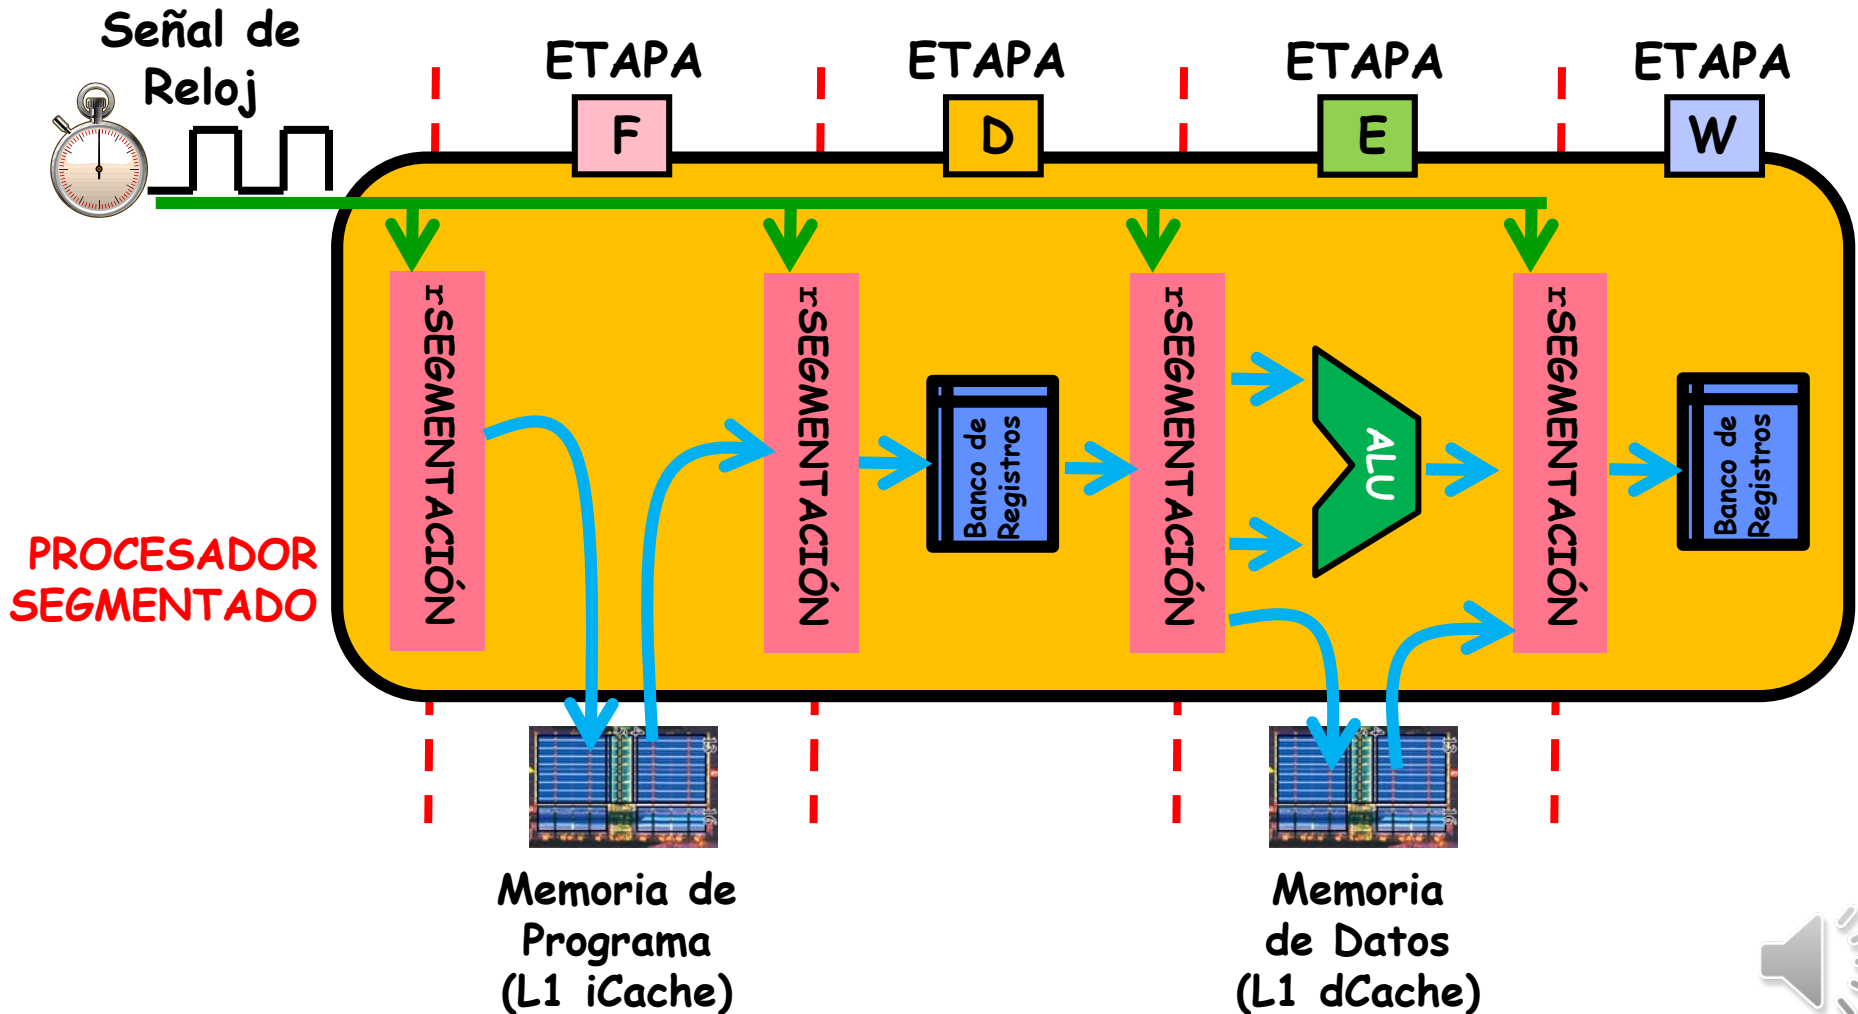 Señal de
Reloj
ETAPA
F
ETAPA
D
ETAPA
E
ETAPA
W
rSEGMENTACIÓN
rSEGMENTACIÓN
Banco de
Registros
rSEGMENTACIÓN
ALU
rSEGMENTACIÓN
Banco de
Registros
PROCESADOR
SEGMENTADO
Memoria de
Programa
(L1 iCache)
Memoria
de Datos
(L1 dCache)